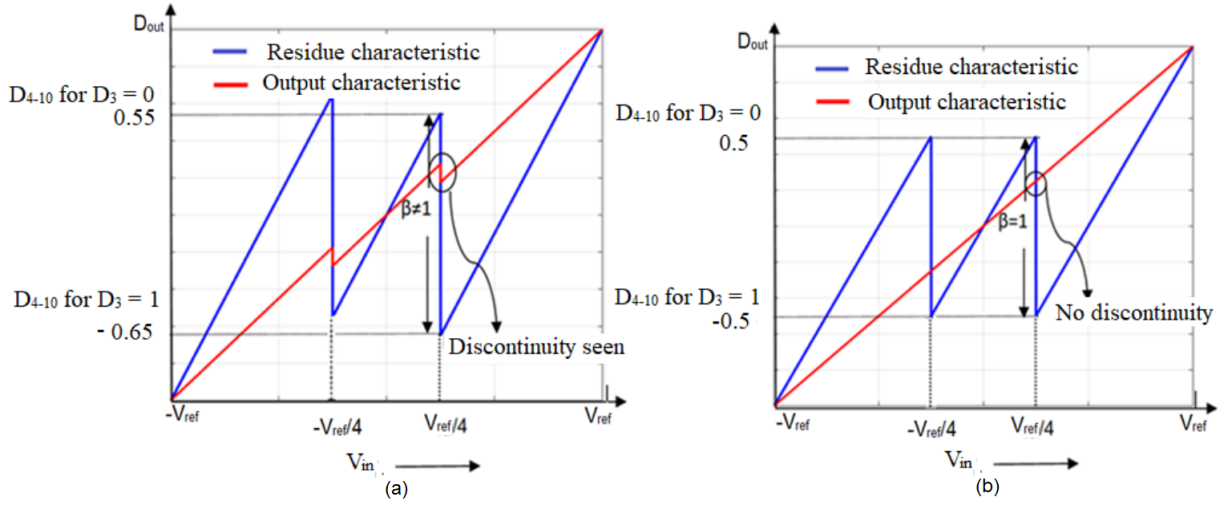 Dout
Residue characteristic
Output characteristic
D4-10 for D3 = 0
0.55
β≠1
D4-10 for D3 = 1
- 0.65
Discontinuity seen
-Vref
-Vref/4
Vref/4
Vref
Vin
(a)
Dout
Residue characteristic
Output characteristic
D4-10 for D3 = 0
0.5
β=1
D4-10 for D3 = 1
-0.5
No discontinuity
-Vref
-Vref/4
Vref/4
Vref
Vin
(b)